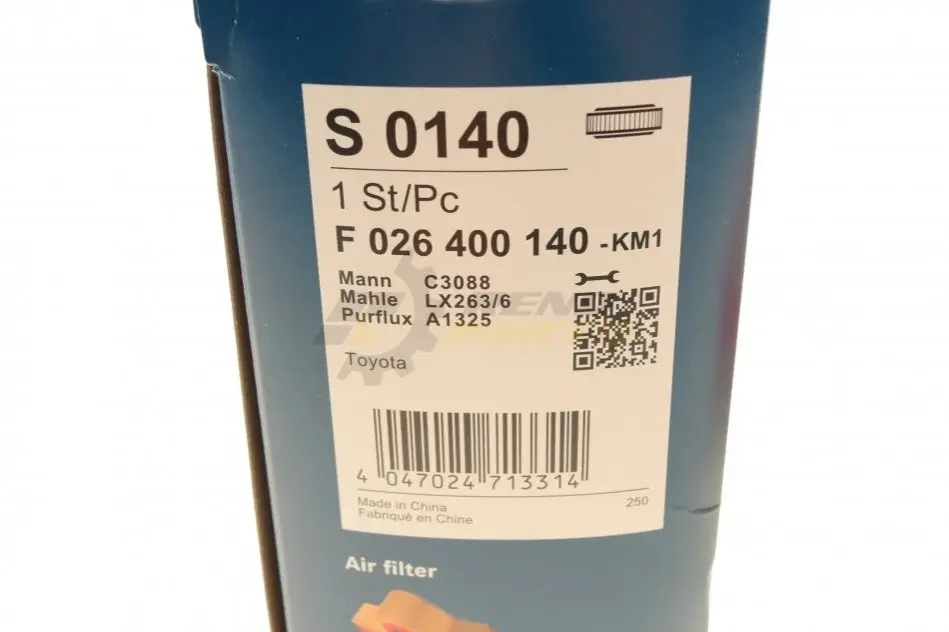 S 0140
1 St/Pc
F 026 400 140 -KM1
Mann C3088
Mahle LX263/6
Purflux A1325
Toyota
4 047024 713314
Made in China
Fabriqué en Chine
250
Air filter